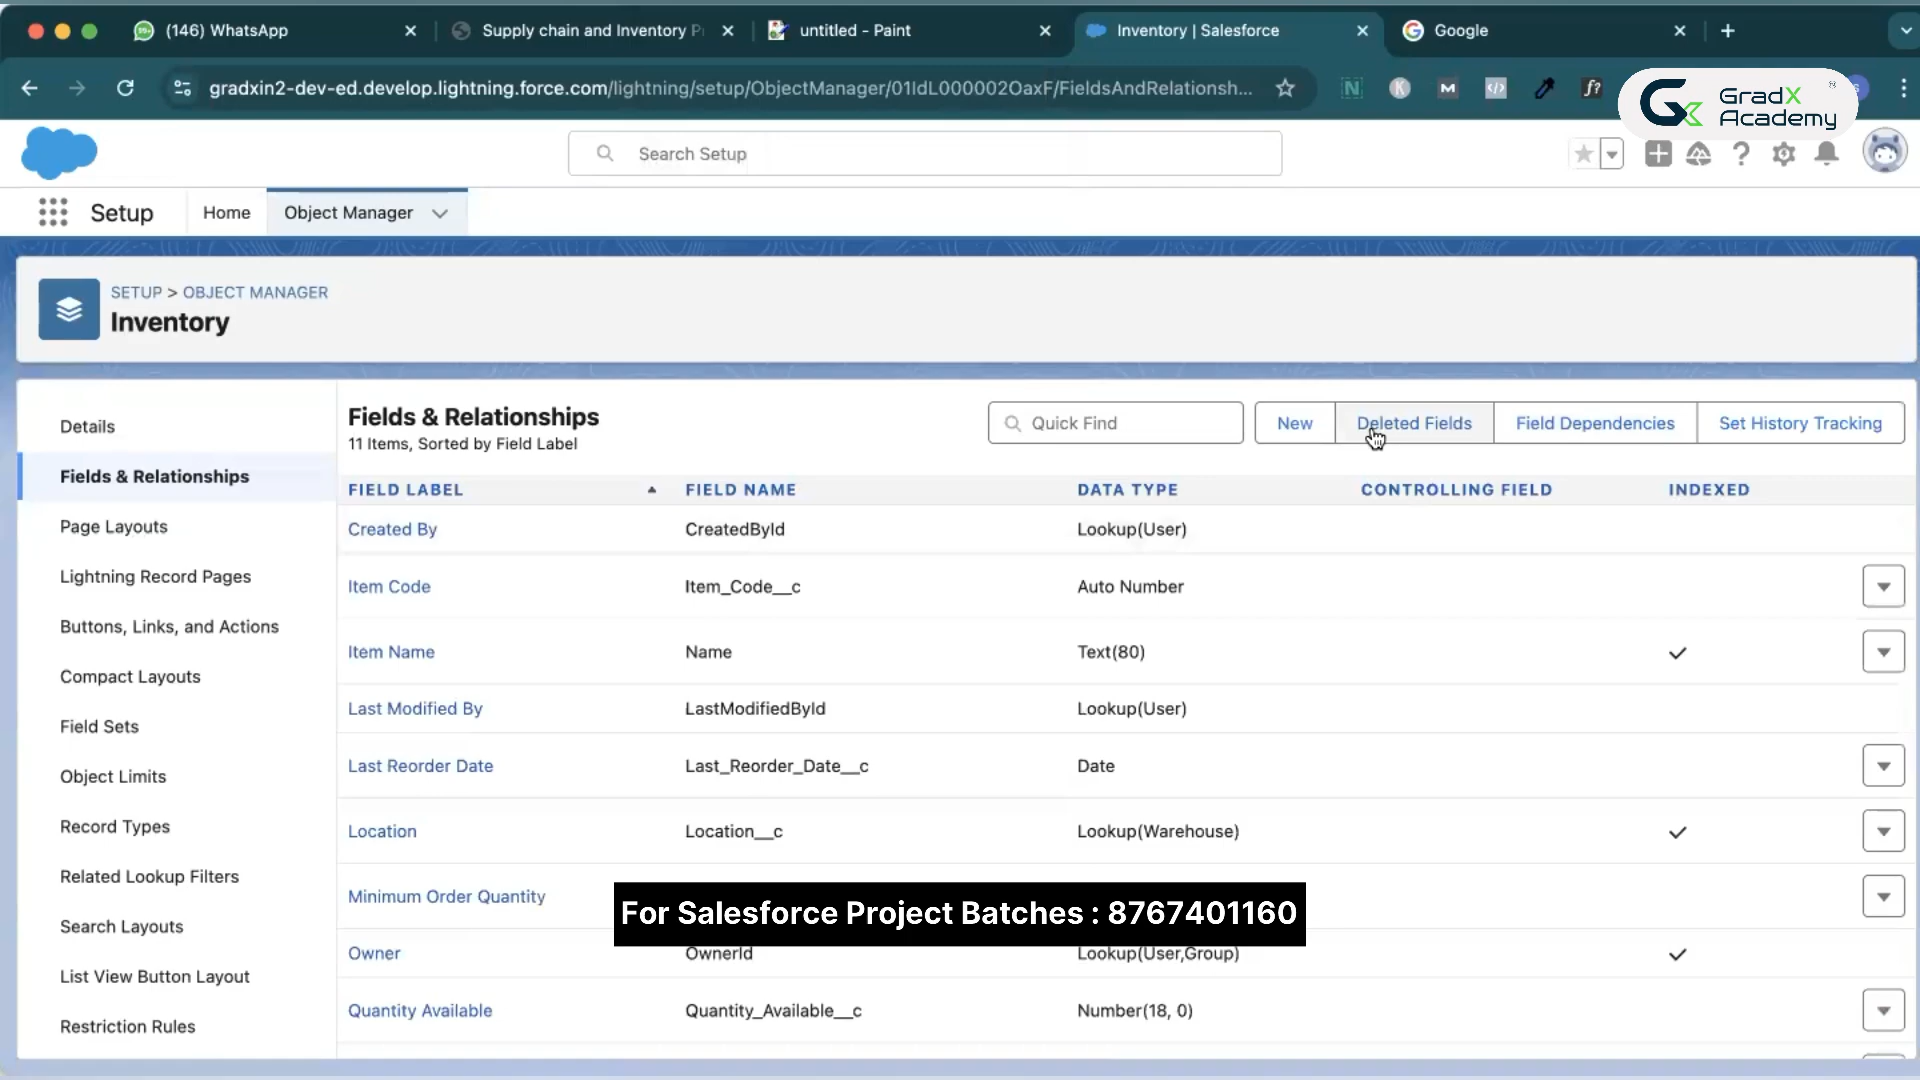 (146) WhatsApp
Supply chain and Inventory P
untitled - Paint
Inventory | Salesforce
Google
gradxin2-dev-ed.develop.lightning.force.com/lightning/setup/ObjectManager/01IdL000002OaxF/FieldsAndRelationsh...
GradX
Academy
Search Setup
Setup
Home
Object Manager
SETUP > OBJECT MANAGER
Inventory
Details
Fields & Relationships
Page Layouts
Lightning Record Pages
Buttons, Links, and Actions
Compact Layouts
Field Sets
Object Limits
Record Types
Related Lookup Filters
Search Layouts
List View Button Layout
Restriction Rules
Fields & Relationships
11 Items, Sorted by Field Label
Quick Find
New
Deleted Fields
Field Dependencies
Set History Tracking
FIELD LABEL FIELD NAME DATA TYPE CONTROLLING FIELD INDEXED
Created By CreatedById Lookup(User)
Item Code Item_Code__c Auto Number
Item Name Name Text(80)
Last Modified By LastModifiedById Lookup(User)
Last Reorder Date Last_Reorder_Date__c Date
Location Location__c Lookup(Warehouse)
Minimum Order Quantity
For Salesforce Project Batches : 8767401160
Owner OwnerId Lookup(User,Group)
Quantity Available Quantity_Available__c Number(18, 0)